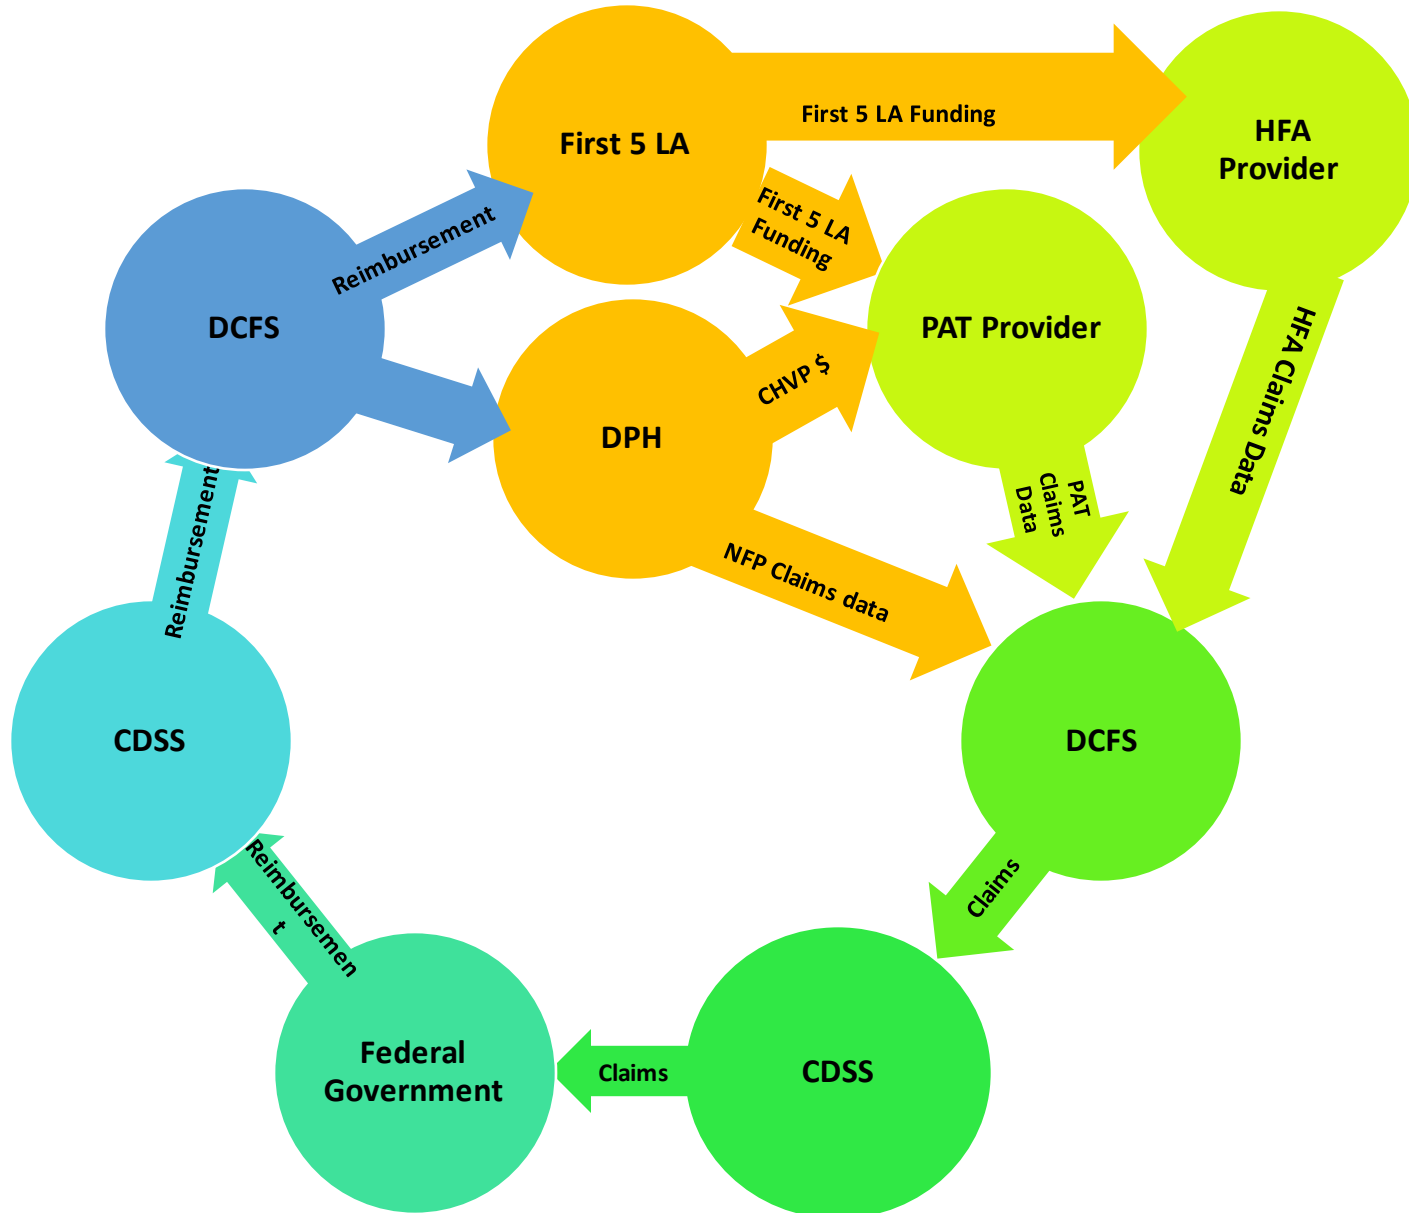 First 5 LA
First 5 LA Funding
HFA
Provider
First 5 LA
Funding
Reimbursement
DCFS
PAT Provider
CHVP $
DPH
HFA Claims Data
PAT
Claims
Data
NFP Claims data
Reimbursement
CDSS
DCFS
Claims
Reimbursemen
t
Federal
Government
Claims
CDSS